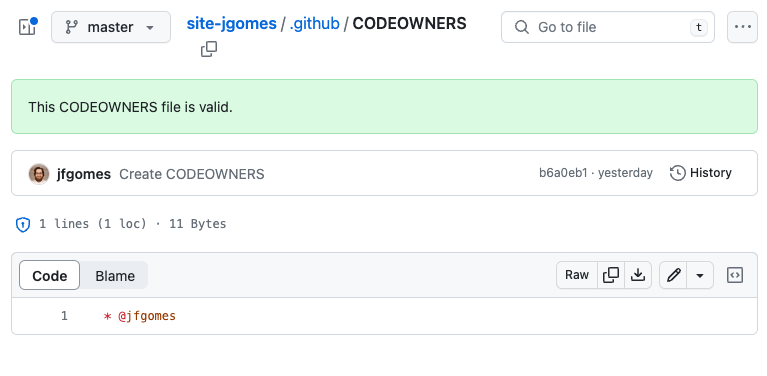 master
site-jgomes / .github / CODEOWNERS
Go to file
t
This CODEOWNERS file is valid.
jfgomes Create CODEOWNERS
b6a0eb1 · yesterday
History
1 lines (1 loc) · 11 Bytes
Code
Blame
Raw
1 * @jfgomes